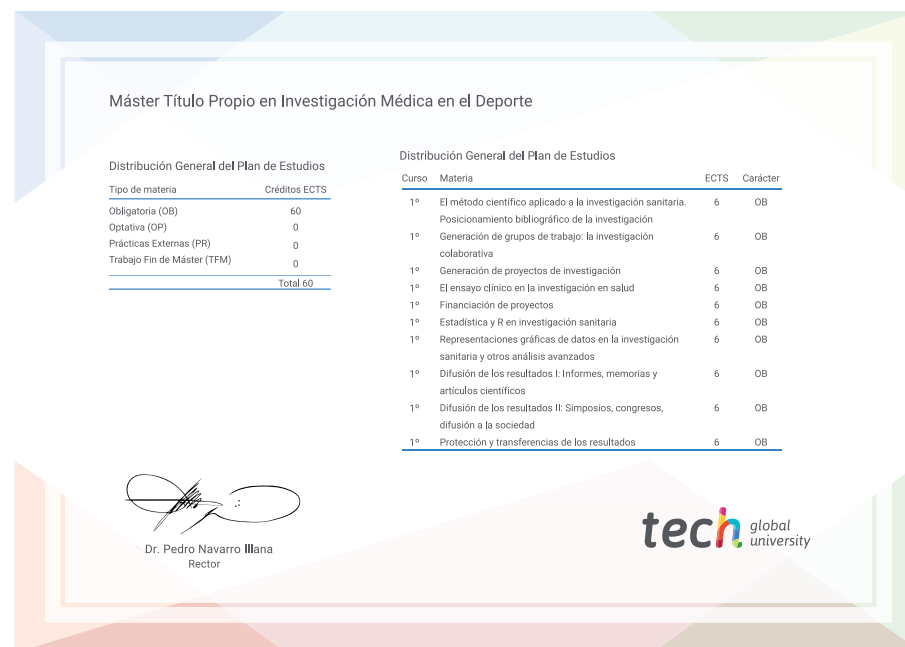 Máster Título Propio en Investigación Médica en el Deporte
Distribución General del Plan de Estudios
Tipo de materia Créditos ECTS
Obligatoria (OB) 60
Optativa (OP) 0
Prácticas Externas (PR) 0
Trabajo Fin de Máster (TFM) 0
Total 60
Distribución General del Plan de Estudios
Curso Materia ECTS Carácter
1º El método científico aplicado a la investigación sanitaria. 6 OB
Posicionamiento bibliográfico de la investigación
1º Generación de grupos de trabajo: la investigación 6 OB
colaborativa
1º Generación de proyectos de investigación 6 OB
1º El ensayo clínico en la investigación en salud 6 OB
1º Financiación de proyectos 6 OB
1º Estadística y R en investigación sanitaria 6 OB
1º Representaciones gráficas de datos en la investigación 6 OB
sanitaria y otros análisis avanzados
1º Difusión de los resultados I: Informes, memorias y 6 OB
artículos científicos
1º Difusión de los resultados II: Simposios, congresos, 6 OB
difusión a la sociedad
1º Protección y transferencias de los resultados 6 OB
Dr. Pedro Navarro Illana
Rector
tech global
university